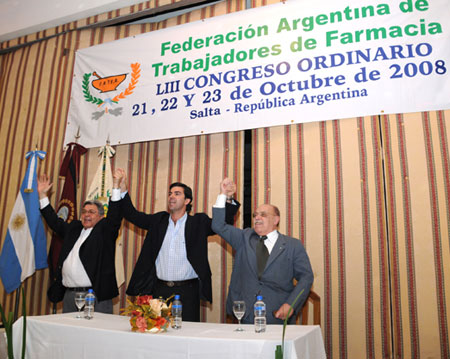 Federación Argentina de
Trabajadores de Farmacia
LIII CONGRESO ORDINARIO
21, 22 Y 23 de Octubre de 2008
Salta - República Argentina